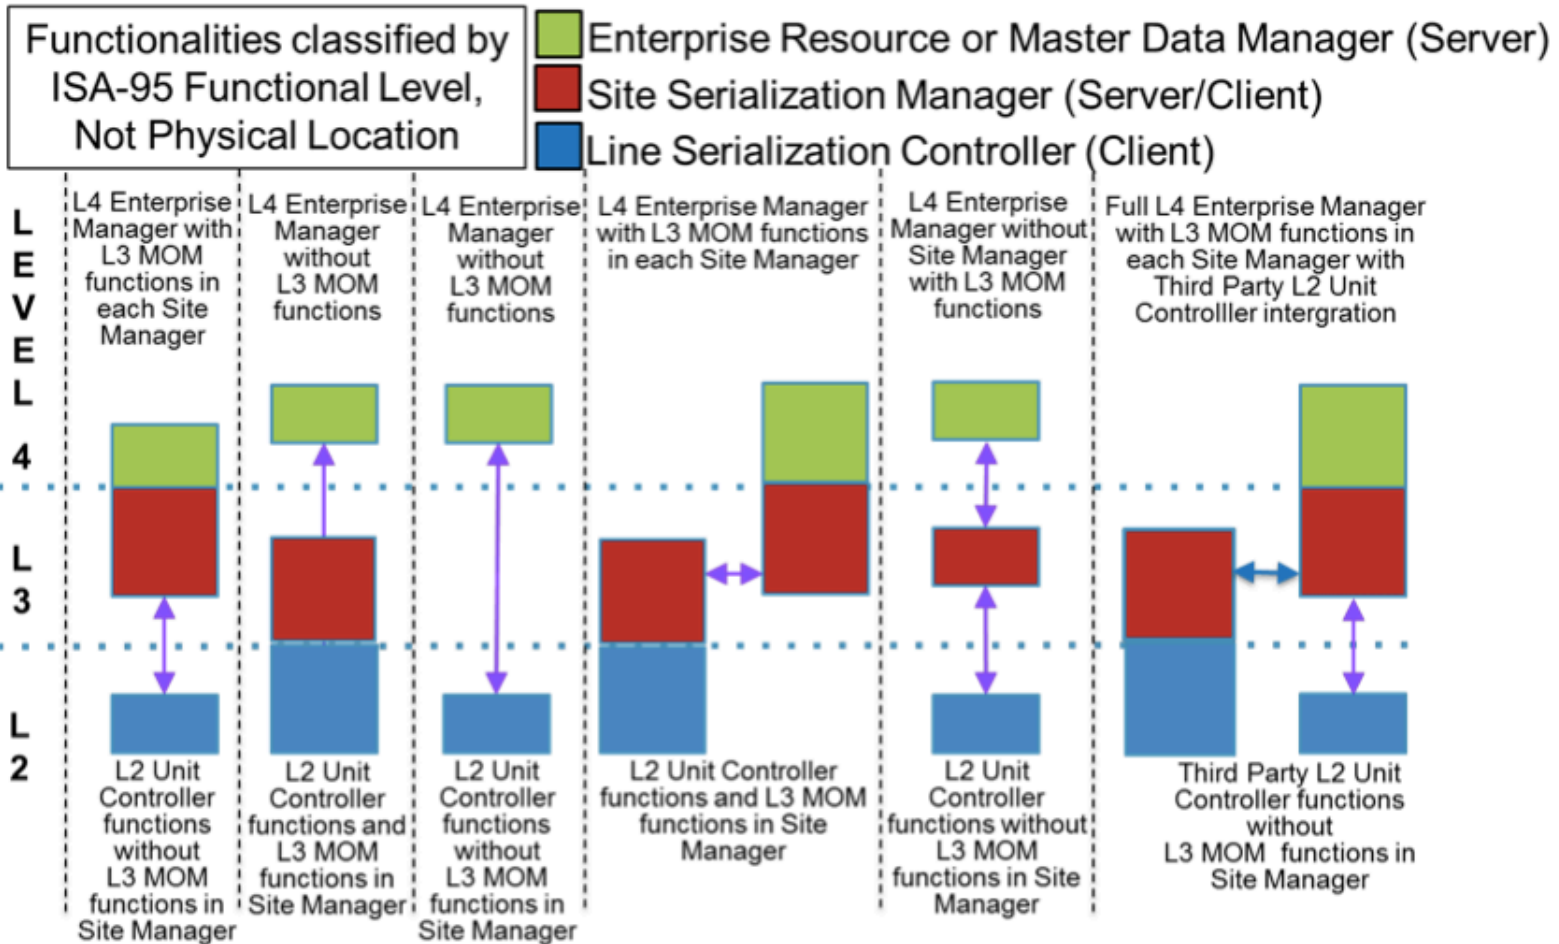 Functionalities classified by
ISA-95 Functional Level,
Not Physical Location
Enterprise Resource or Master Data Manager (Server)
Site Serialization Manager (Server/Client)
Line Serialization Controller (Client)
L
E
V
E
L
4
L
3
L
2
L4 Enterprise
Manager with
L3 MOM
functions in
each Site
Manager
L4 Enterprise
Manager
without
L3 MOM
functions
L4 Enterprise
Manager
without
L3 MOM
functions
L4 Enterprise Manager
with L3 MOM functions
in each Site Manager
L4 Enterprise
Manager without
Site Manager
with L3 MOM
functions
Full L4 Enterprise Manager
with L3 MOM functions in
each Site Manager with
Third Party L2 Unit
Controlller intergration
L2 Unit
Controller
functions
without
L3 MOM
functions in
Site Manager
L2 Unit
Controller
functions and
L3 MOM
functions in
Site Manager
L2 Unit
Controller
functions
without
L3 MOM
functions in
Site Manager
L2 Unit Controller
functions and L3 MOM
functions in Site
Manager
L2 Unit
Controller
functions without
L3 MOM
functions in Site
Manager
Third Party L2 Unit
Controller functions
without
L3 MOM functions in
Site Manager